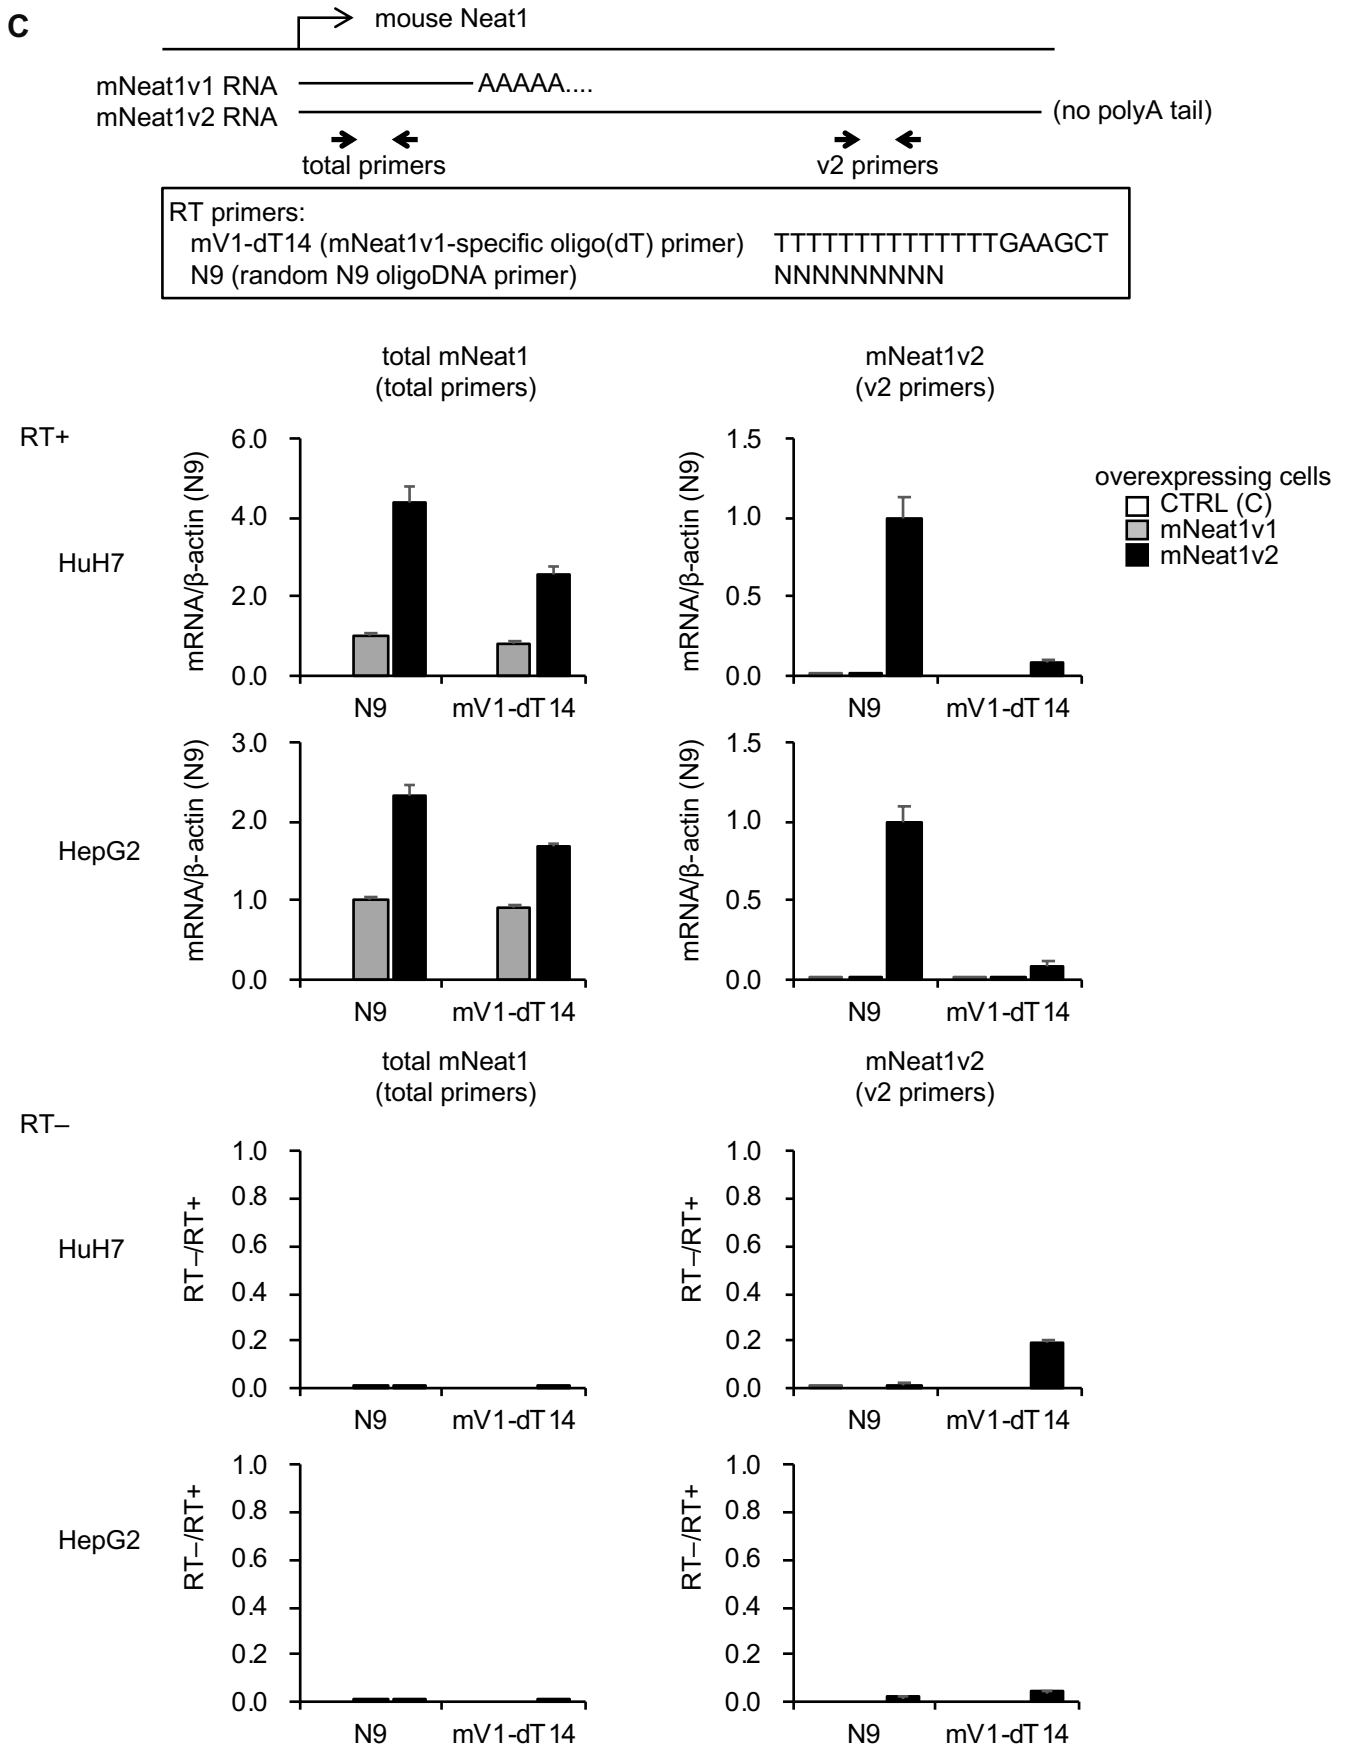 C
mouse Neat1
mNeat1v1 RNA AAAAA....
mNeat1v2 RNA (no polyA tail)
total primers v2 primers
RT primers:
mV1-dT14 (mNeat1v1-specific oligo(dT) primer) TTTTTTTTTTTTTTGAAGCT
N9 (random N9 oligoDNA primer) NNNNNNNNN
total mNeat1
(total primers)
mNeat1v2
(v2 primers)
RT+
HuH7
mRNA/β-actin (N9)
6.0
4.0
2.0
0.0
N9 mV1-dT14
mRNA/β-actin (N9)
1.5
1.0
0.5
0.0
N9 mV1-dT14
overexpressing cells
CTRL (C)
mNeat1v1
mNeat1v2
HepG2
mRNA/β-actin (N9)
3.0
2.0
1.0
0.0
N9 mV1-dT14
mRNA/β-actin (N9)
1.5
1.0
0.5
0.0
N9 mV1-dT14
total mNeat1
(total primers)
mNeat1v2
(v2 primers)
RT–
HuH7
RT–/RT+
1.0
0.8
0.6
0.4
0.2
0.0
N9 mV1-dT14
RT–/RT+
1.0
0.8
0.6
0.4
0.2
0.0
N9 mV1-dT14
HepG2
RT–/RT+
1.0
0.8
0.6
0.4
0.2
0.0
N9 mV1-dT14
RT–/RT+
1.0
0.8
0.6
0.4
0.2
0.0
N9 mV1-dT14